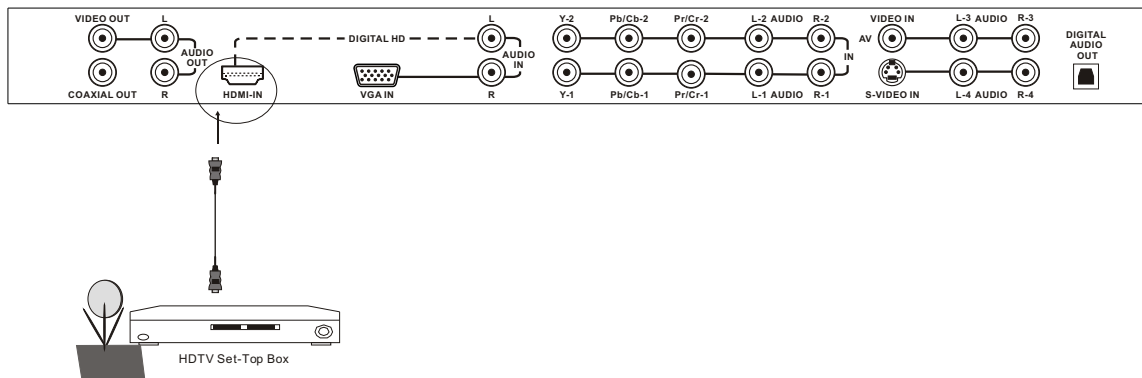 VIDEO OUT L
AUDIO
OUT
COAXIAL OUT R
DIGITAL HD
HDMI-IN
VGA IN
L
AUDIO
IN
R
Y-2 Pb/Cb-2 Pr/Cr-2 L-2 AUDIO R-2
IN
Y-1 Pb/Cb-1 Pr/Cr-1 L-1 AUDIO R-1
VIDEO IN L-3 AUDIO R-3
AV
S-VIDEO IN L-4 AUDIO R-4
DIGITAL
AUDIO
OUT
HDTV Set-Top Box